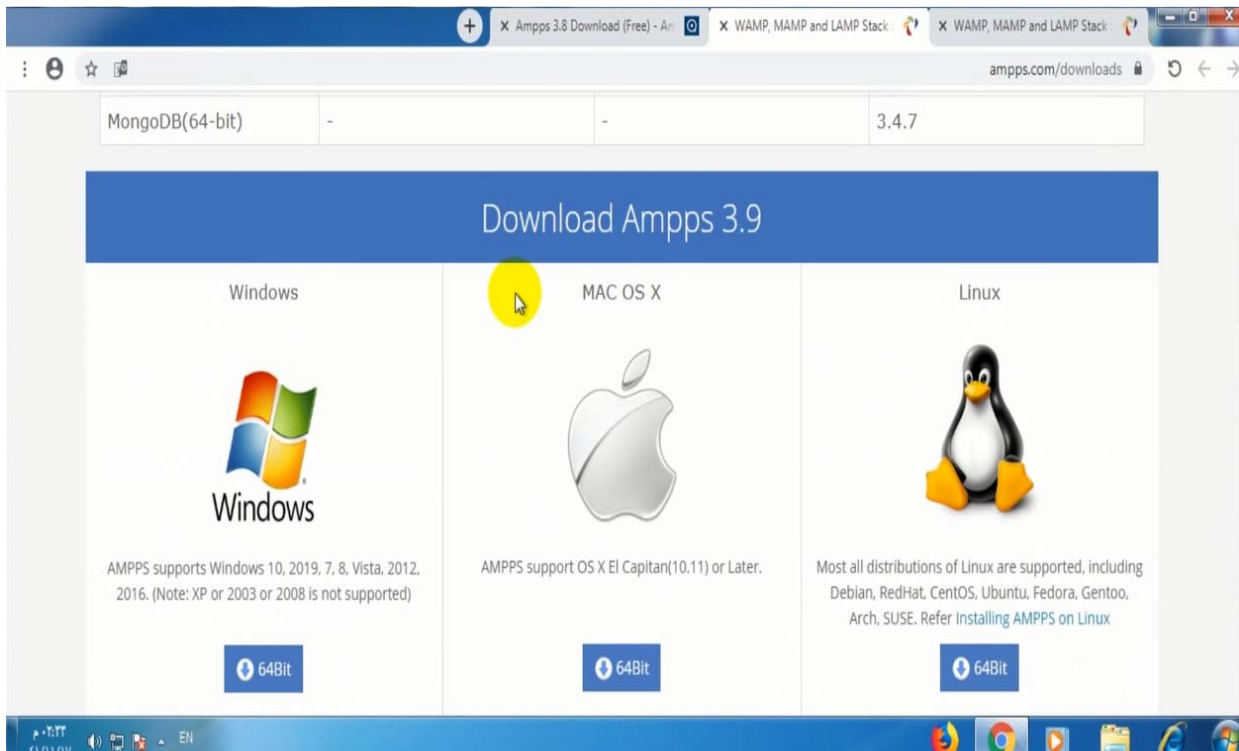 Ampps 3.8 Download (Free) - Am
WAMP, MAMP and LAMP Stack :
WAMP, MAMP and LAMP Stack :
ampps.com/downloads
MongoDB(64-bit) - - 3.4.7
Download Ampps 3.9
Windows
MAC OS X
Linux
Windows
AMPPS supports Windows 10, 2019, 7, 8, Vista, 2012,
2016. (Note: XP or 2003 or 2008 is not supported)
AMPPS support OS X El Capitan(10.11) or Later.
Most all distributions of Linux are supported, including
Debian, RedHat, CentOS, Ubuntu, Fedora, Gentoo,
Arch, SUSE. Refer Installing AMPPS on Linux
64Bit
64Bit
64Bit
EN